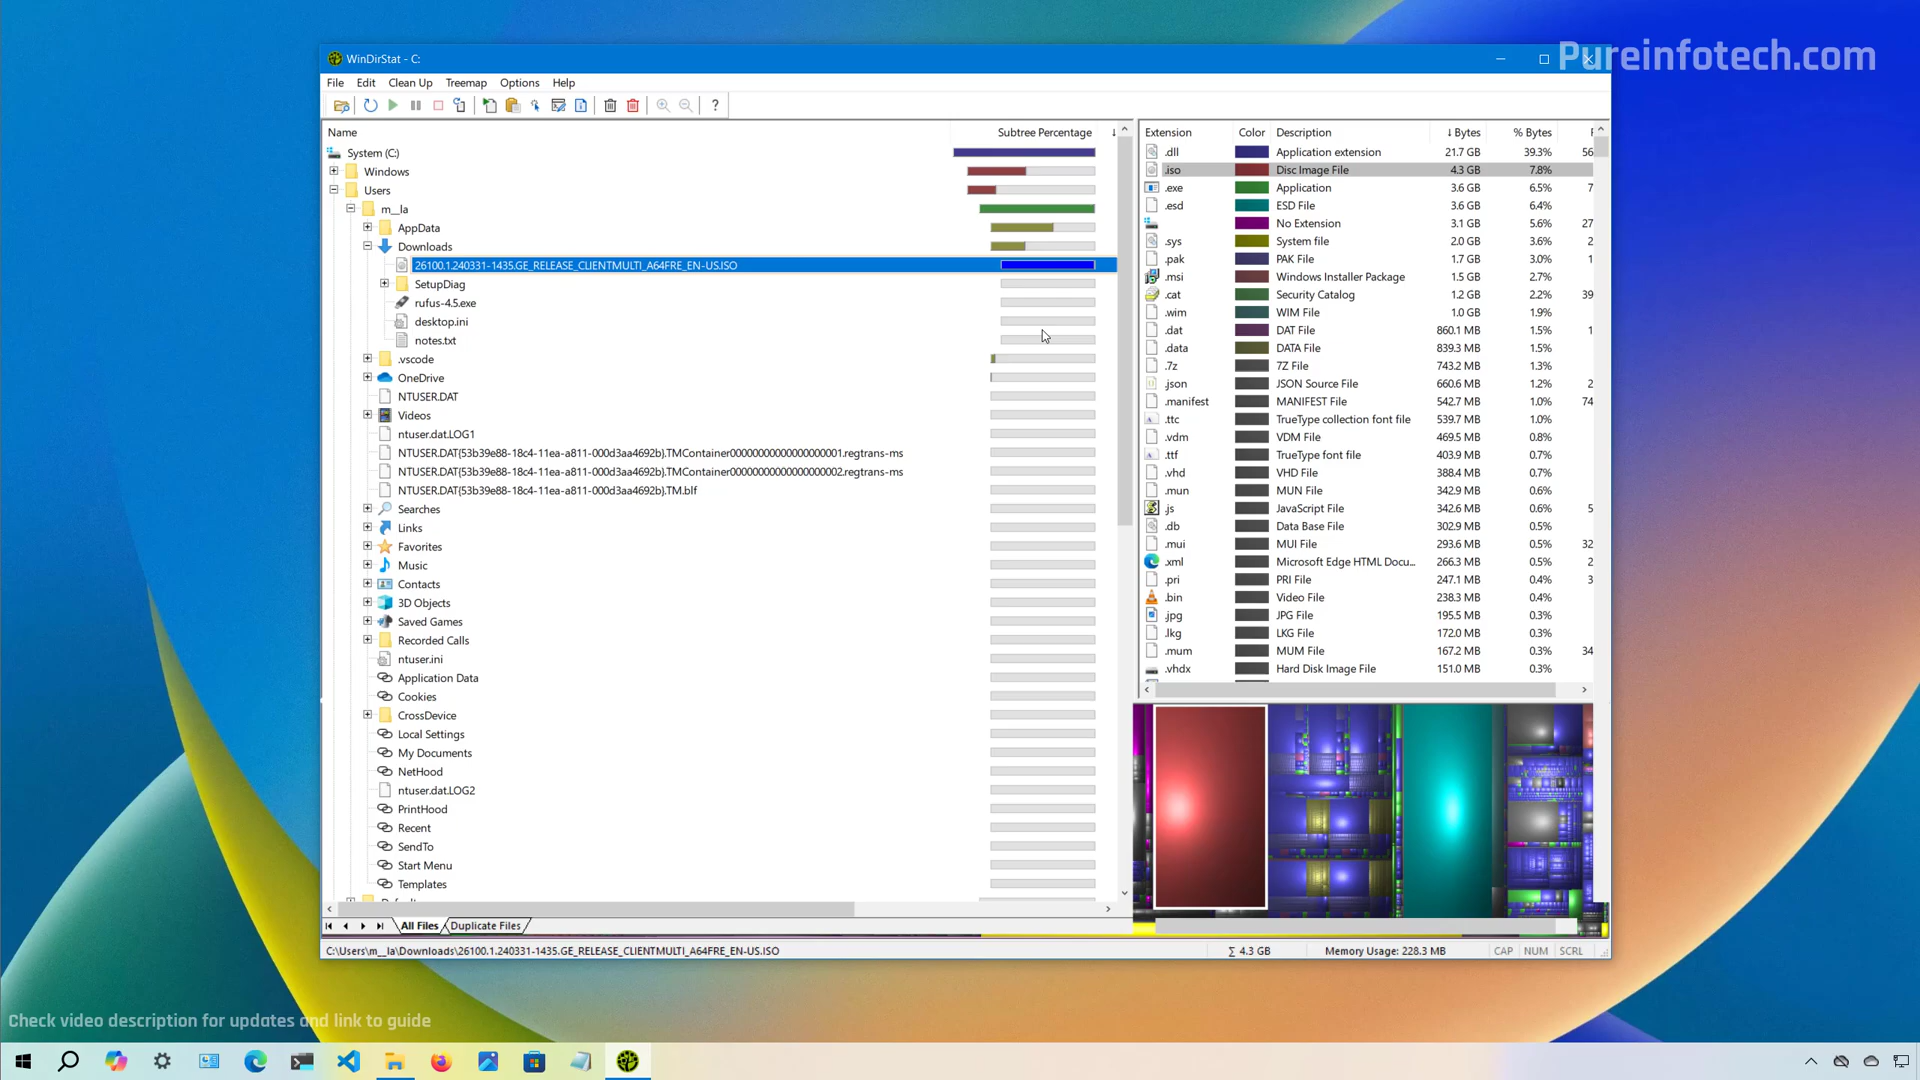 WinDirStat - C:
Pureinfotech.com
File Edit Clean Up Treemap Options Help
?
Name Subtree Percentage
System (C:)
Windows
Users
m__la
AppData
Downloads
26100.1.240331-1435.GE_RELEASE_CLIENTMULTI_A64FRE_EN-US.ISO
SetupDiag
rufus-4.5.exe
desktop.ini
notes.txt
.vscode
OneDrive
NTUSER.DAT
Videos
ntuser.dat.LOG1
NTUSER.DAT{53b39e88-18c4-11ea-a811-000d3aa4692b}.TMContainer00000000000000000001.regtrans-ms
NTUSER.DAT{53b39e88-18c4-11ea-a811-000d3aa4692b}.TMContainer00000000000000000002.regtrans-ms
NTUSER.DAT{53b39e88-18c4-11ea-a811-000d3aa4692b}.TM.blf
Searches
Links
Favorites
Music
Contacts
3D Objects
Saved Games
Recorded Calls
ntuser.ini
Application Data
Cookies
CrossDevice
Local Settings
My Documents
NetHood
ntuser.dat.LOG2
PrintHood
Recent
SendTo
Start Menu
Templates
Extension Color Description Bytes % Bytes F
.dll Application extension 21.7 GB 39.3% 56
.iso Disc Image File 4.3 GB 7.8%
.exe Application 3.6 GB 6.5% 7
.esd ESD File 3.6 GB 6.4%
No Extension 3.1 GB 5.6% 27
.sys System file 2.0 GB 3.6% 2
.pak PAK File 1.7 GB 3.0% 1
.msi Windows Installer Package 1.5 GB 2.7%
.cat Security Catalog 1.2 GB 2.2% 39
.wim WIM File 1.0 GB 1.9%
.dat DAT File 860.1 MB 1.5% 1
.data DATA File 839.3 MB 1.5%
.7z 7Z File 743.2 MB 1.3%
.json JSON Source File 660.6 MB 1.2% 2
.manifest MANIFEST File 542.7 MB 1.0% 74
.ttc TrueType collection font file 539.7 MB 1.0%
.vdm VDM File 469.5 MB 0.8%
.ttf TrueType font file 403.9 MB 0.7%
.vhd VHD File 388.4 MB 0.7%
.mun MUN File 342.9 MB 0.6%
.js JavaScript File 342.6 MB 0.6% 5
.db Data Base File 302.9 MB 0.5%
.mui MUI File 293.6 MB 0.5% 32
.xml Microsoft Edge HTML Docu... 266.3 MB 0.5% 2
.pri PRI File 247.1 MB 0.4% 3
.bin Video File 238.3 MB 0.4%
.jpg JPG File 195.5 MB 0.3%
.lkg LKG File 172.0 MB 0.3%
.mum MUM File 167.2 MB 0.3% 34
.vhdx Hard Disk Image File 151.0 MB 0.3%
All Files Duplicate Files
C:\Users\m__la\Downloads\26100.1.240331-1435.GE_RELEASE_CLIENTMULTI_A64FRE_EN-US.ISO ∑ 4.3 GB Memory Usage: 228.3 MB CAP NUM SCRL
Check video description for updates and link to guide